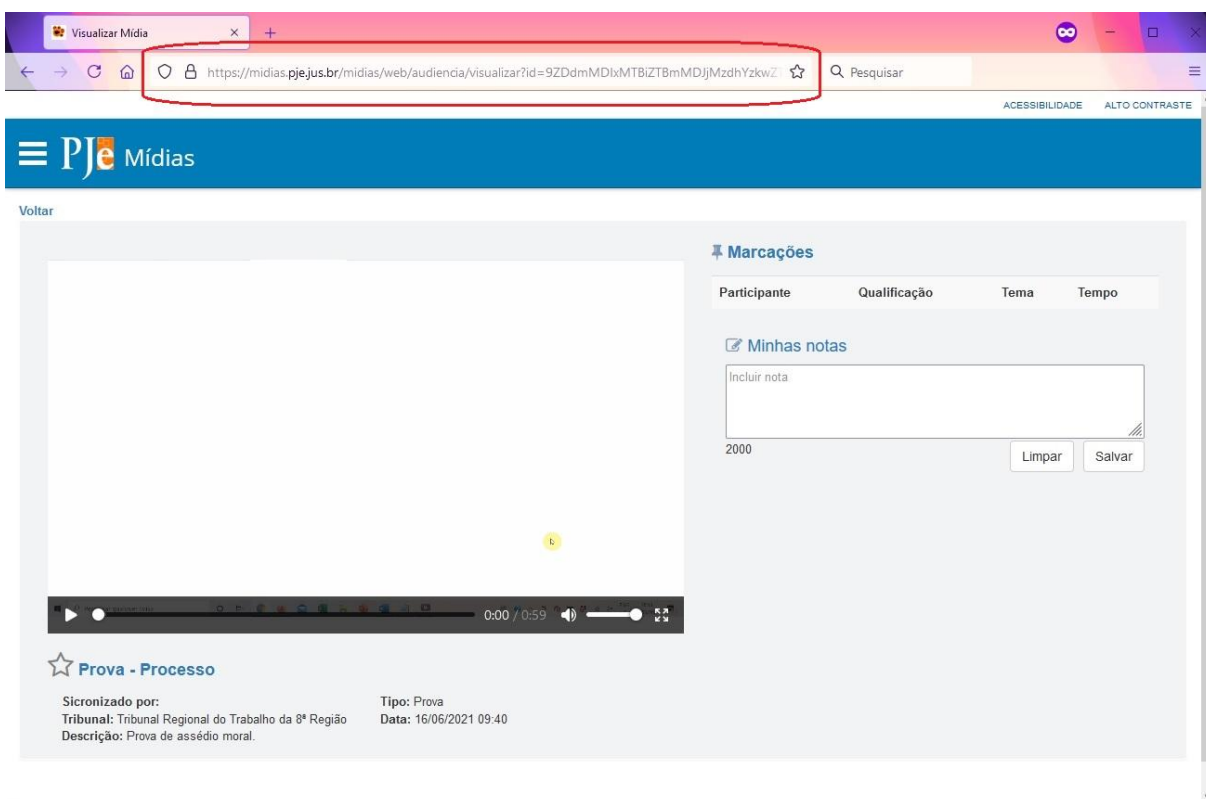 Visualizar Mídia
https://midias.pje.jus.br/midias/web/audiencia/visualizar?id=9ZDdmMDIxMTBiZTBmMDJjMzdhYzkwZ
Pesquisar
ACESSIBILIDADE ALTO CONTRASTE
PJe Mídias
Voltar
Marcações
Participante Qualificação Tema Tempo
Minhas notas
Incluir nota
2000
Limpar Salvar
0:00 / 0:59
Prova - Processo
Sicronizado por: Tipo: Prova
Tribunal: Tribunal Regional do Trabalho da 8ª Região Data: 16/06/2021 09:40
Descrição: Prova de assédio moral.